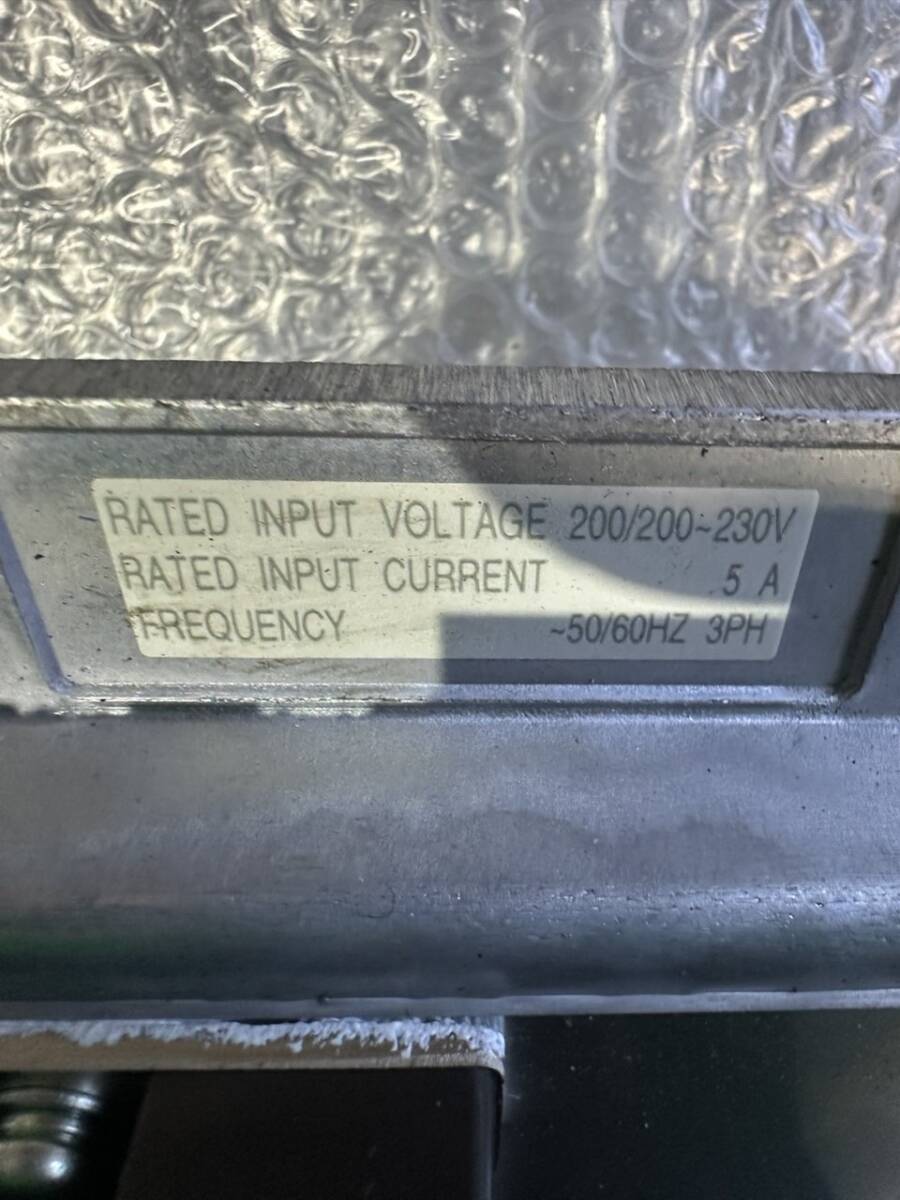 RATED INPUT VOLTAGE 200/200~230V
RATED INPUT CURRENT 5 A
FREQUENCY ~50/60HZ 3PH